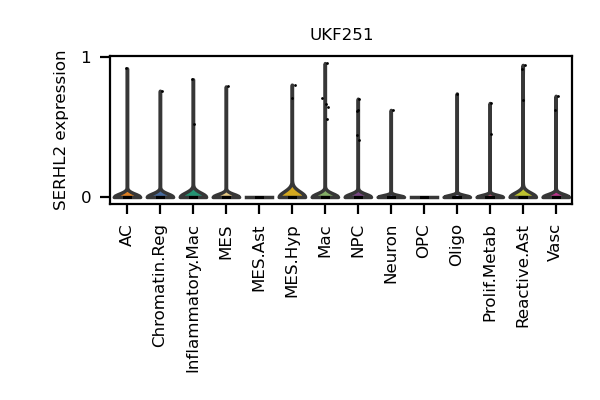 UKF251
SERHL2 expression
1
0
AC
Chromatin.Reg
Inflammatory.Mac
MES
MES.Ast
MES.Hyp
Mac
NPC
Neuron
OPC
Oligo
Prolif.Metab
Reactive.Ast
Vasc